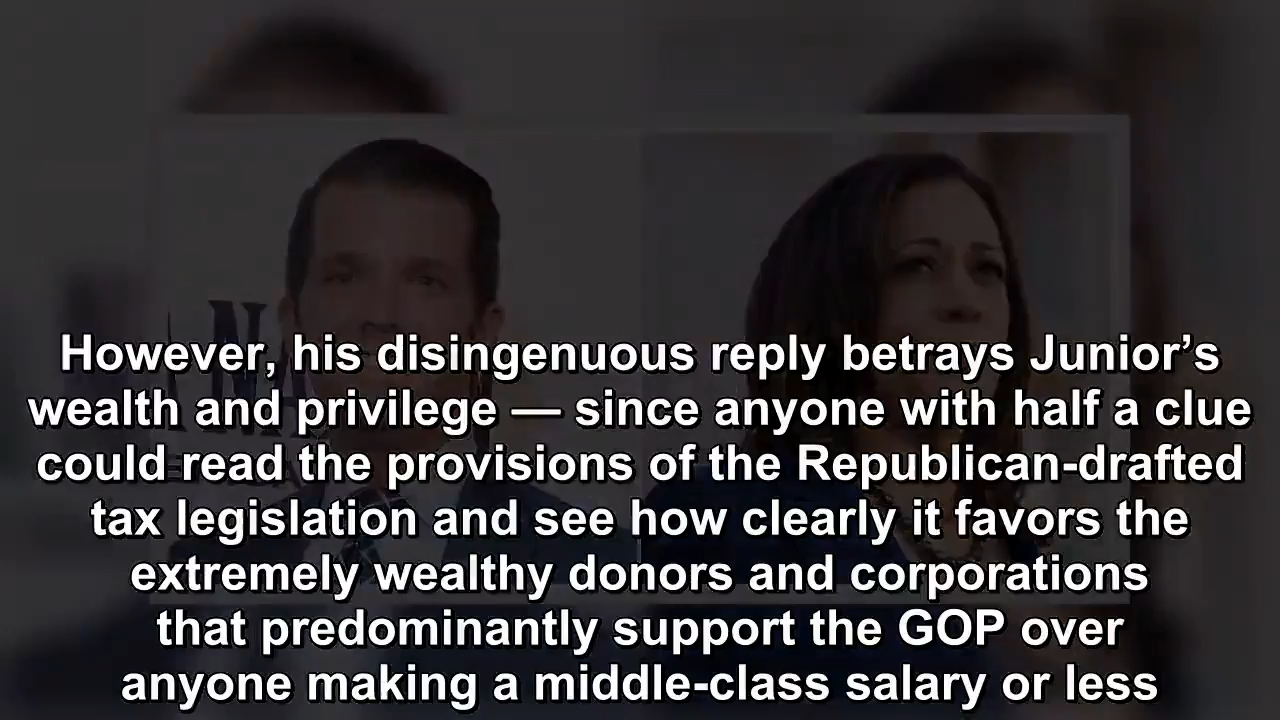 However, his disingenuous reply betrays Junior’s
wealth and privilege — since anyone with half a clue
could read the provisions of the Republican-drafted
tax legislation and see how clearly it favors the
extremely wealthy donors and corporations
that predominantly support the GOP over
anyone making a middle-class salary or less